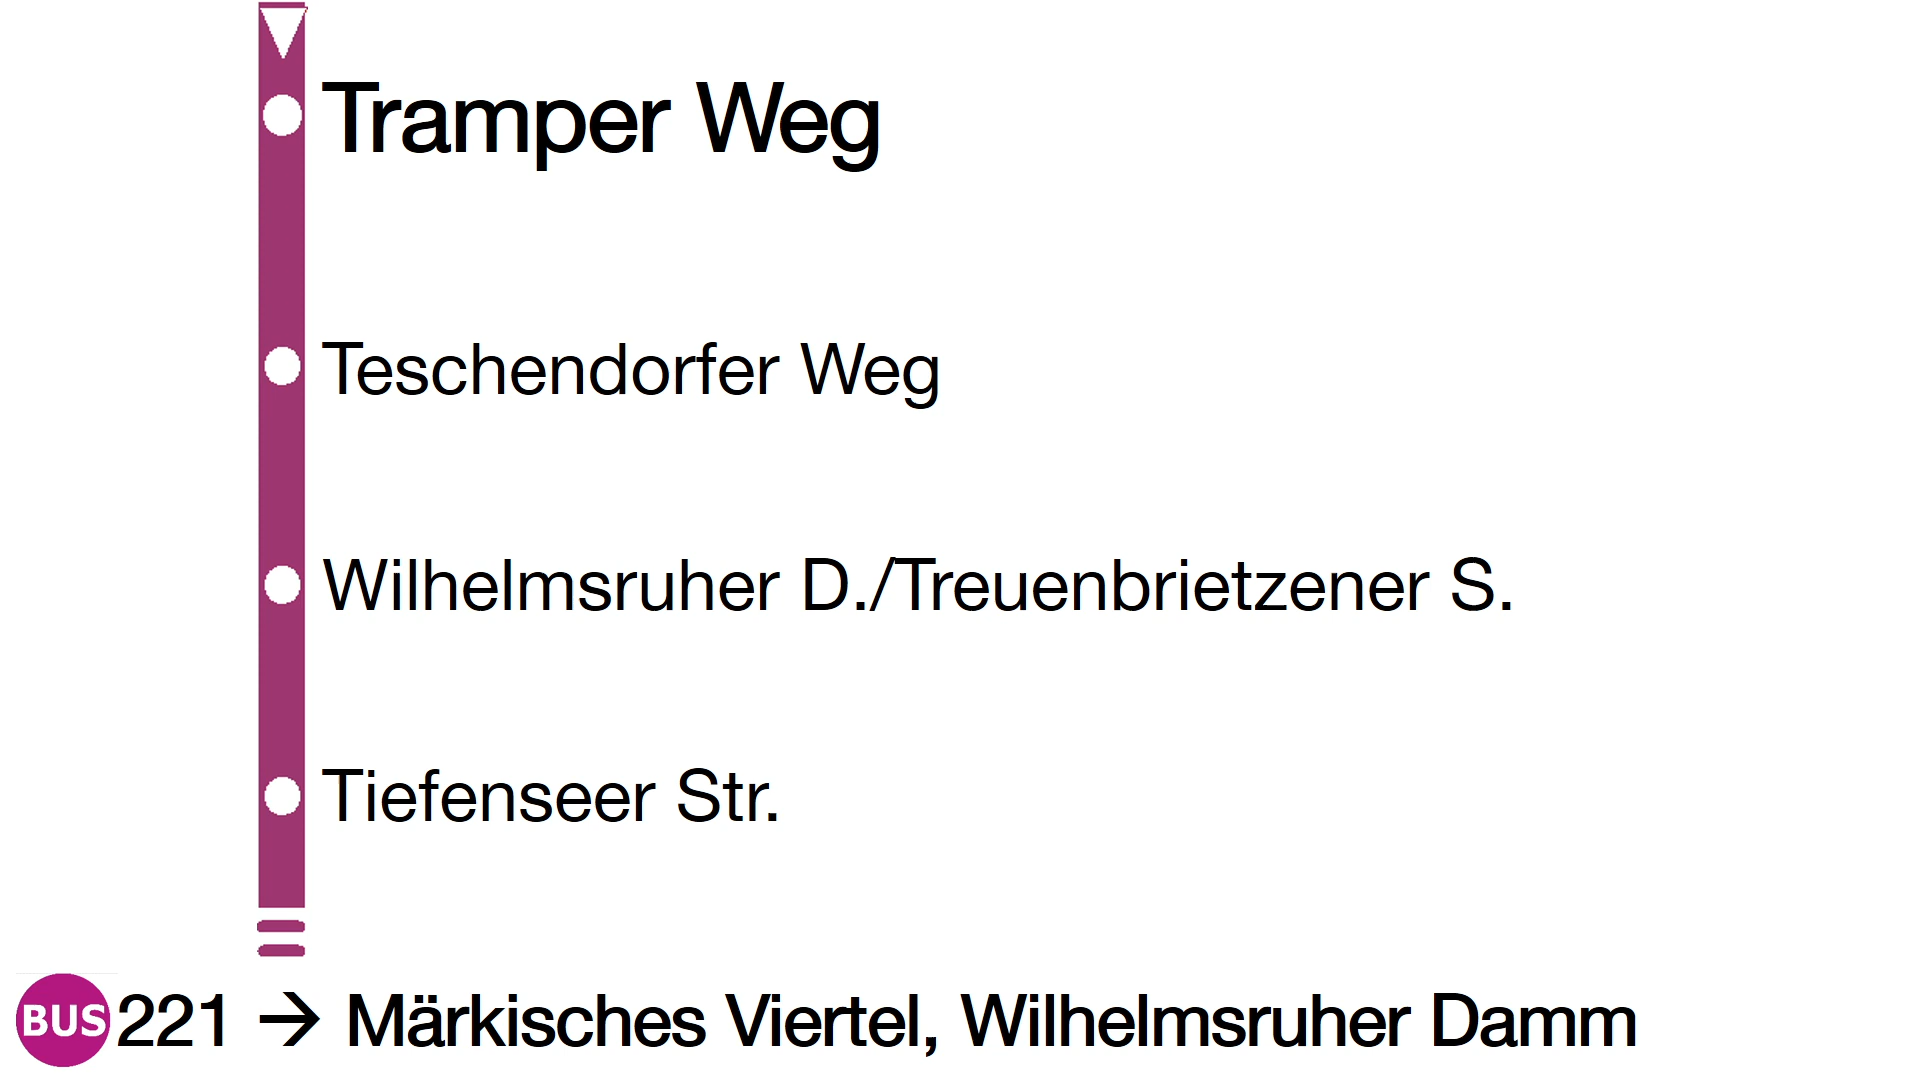 Tramper Weg
Teschendorfer Weg
Wilhelmsruher D./Treuenbrietzener S.
Tiefenseer Str.
BUS 221 → Märkisches Viertel, Wilhelmsruher Damm